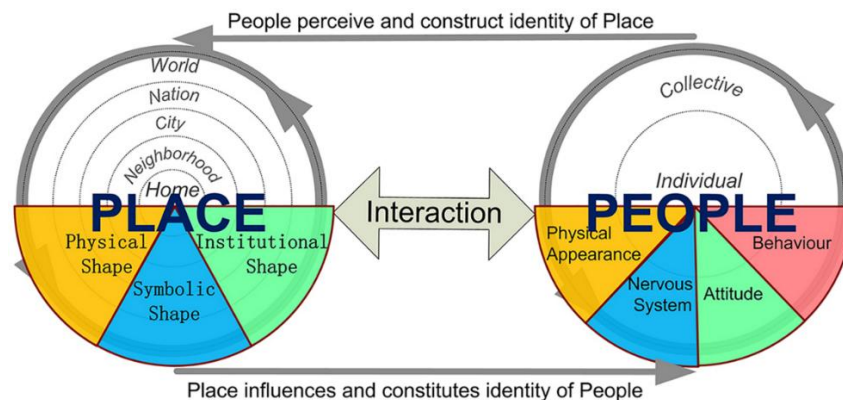 People perceive and construct identity of Place
World
Nation
City
Neighborhood
Home
PLACE
Physical
Shape
Symbolic
Shape
Institutional
Shape
Interaction
Collective
Individual
PEOPLE
Physical
Appearance
Nervous
System
Attitude
Behaviour
Place influences and constitutes identity of People